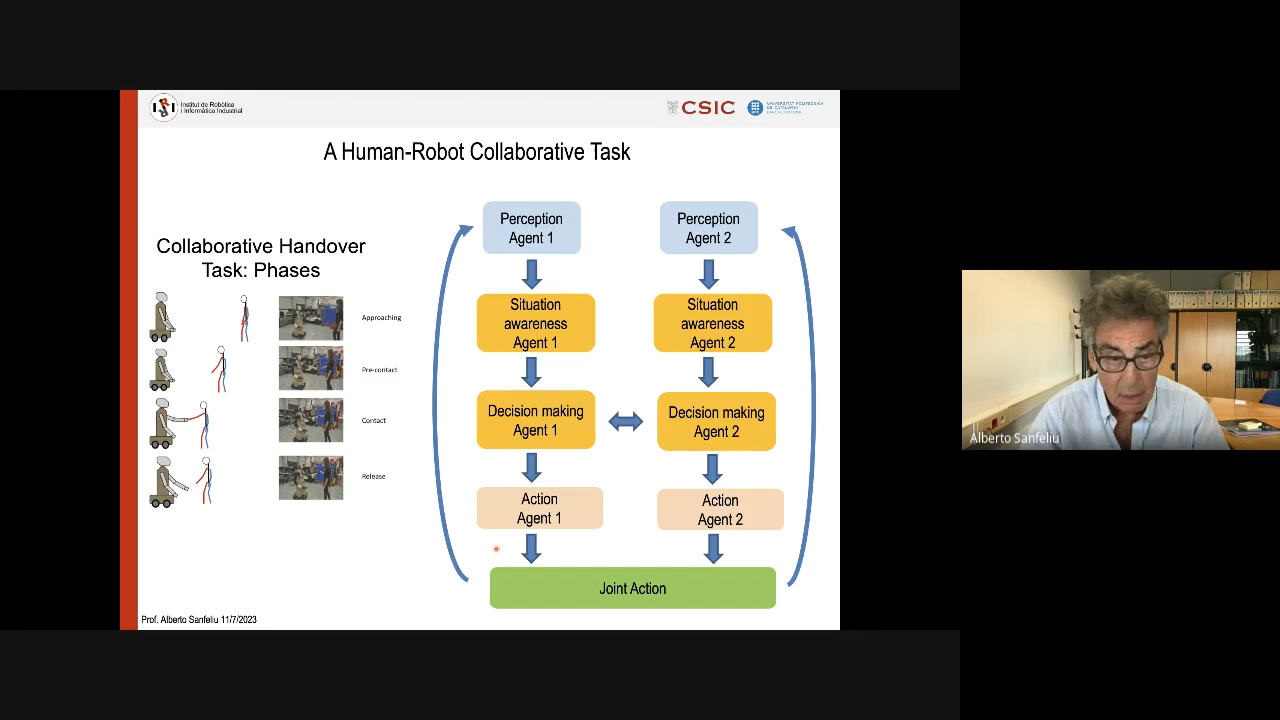 Institut de Robòtica
i Informàtica Industrial
CSIC
UNIVERSITAT POLITÈCNICA
DE CATALUNYA
BARCELONATECH
A Human-Robot Collaborative Task
Collaborative Handover
Task: Phases
Approaching
Pre-contact
Contact
Release
Perception
Agent 1
Perception
Agent 2
Situation
awareness
Agent 1
Situation
awareness
Agent 2
Decision making
Agent 1
Decision making
Agent 2
Action
Agent 1
Action
Agent 2
Joint Action
Prof. Alberto Sanfeliu 11/7/2023
Alberto Sanfeliu